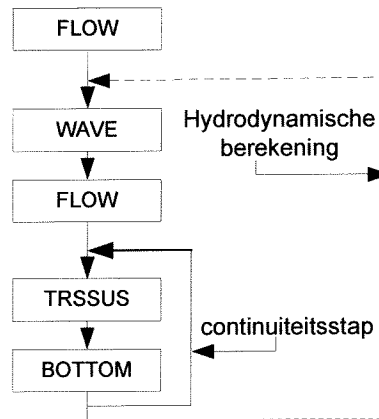 FLOW
WAVE
Hydrodynamische
berekening
FLOW
TRSSUS
continuiteitsstap
BOTTOM